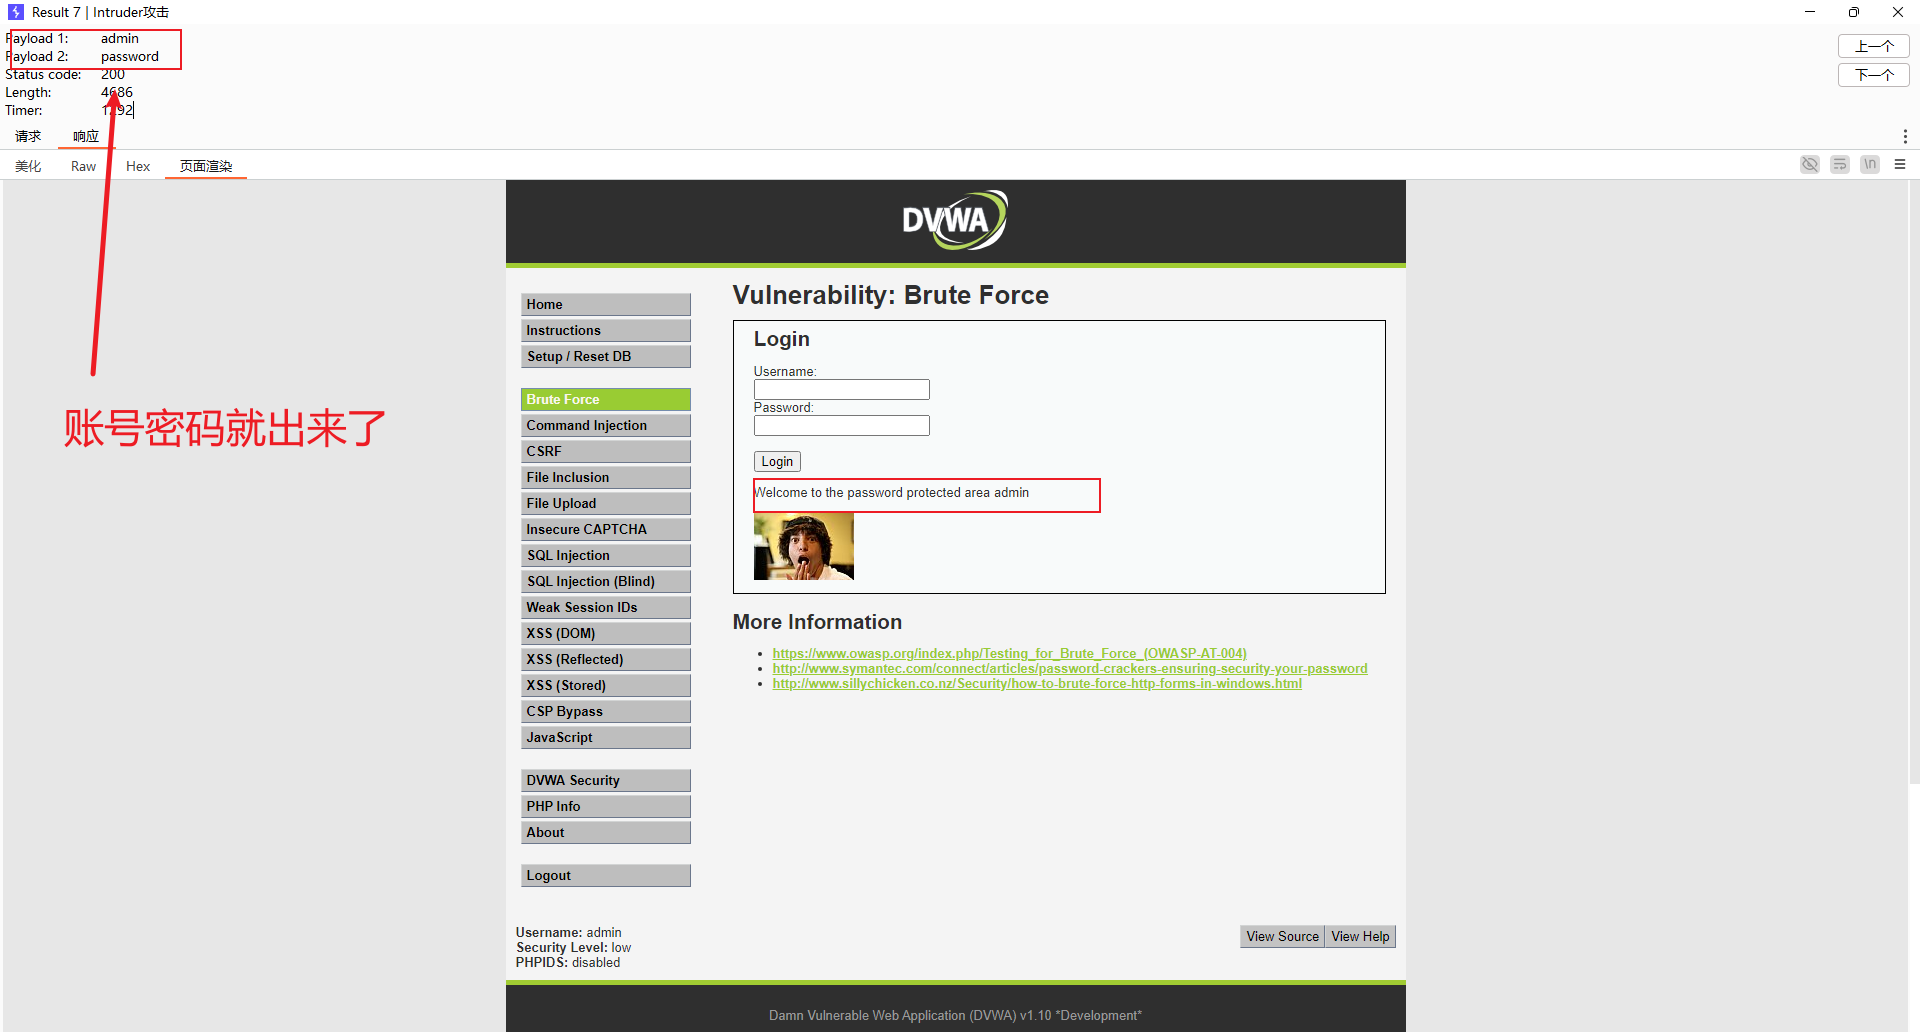 Result 7 | Intruder攻击
Payload 1: admin
Payload 2: password
Status code: 200
Length: 4686
Timer: 1292
上一个
下一个
请求 响应
美化 Raw Hex 页面渲染
\n
账号密码就出来了
DVWA
Home
Instructions
Setup / Reset DB
Brute Force
Command Injection
CSRF
File Inclusion
File Upload
Insecure CAPTCHA
SQL Injection
SQL Injection (Blind)
Weak Session IDs
XSS (DOM)
XSS (Reflected)
XSS (Stored)
CSP Bypass
JavaScript
DVWA Security
PHP Info
About
Logout
Vulnerability: Brute Force
Login
Username:
Password:
Login
Welcome to the password protected area admin
More Information
https://www.owasp.org/index.php/Testing_for_Brute_Force_(OWASP-AT-004)
http://www.symantec.com/connect/articles/password-crackers-ensuring-security-your-password
http://www.sillychicken.co.nz/Security/how-to-brute-force-http-forms-in-windows.html
Username: admin
Security Level: low
PHPIDS: disabled
View Source View Help
Damn Vulnerable Web Application (DVWA) v1.10 *Development*